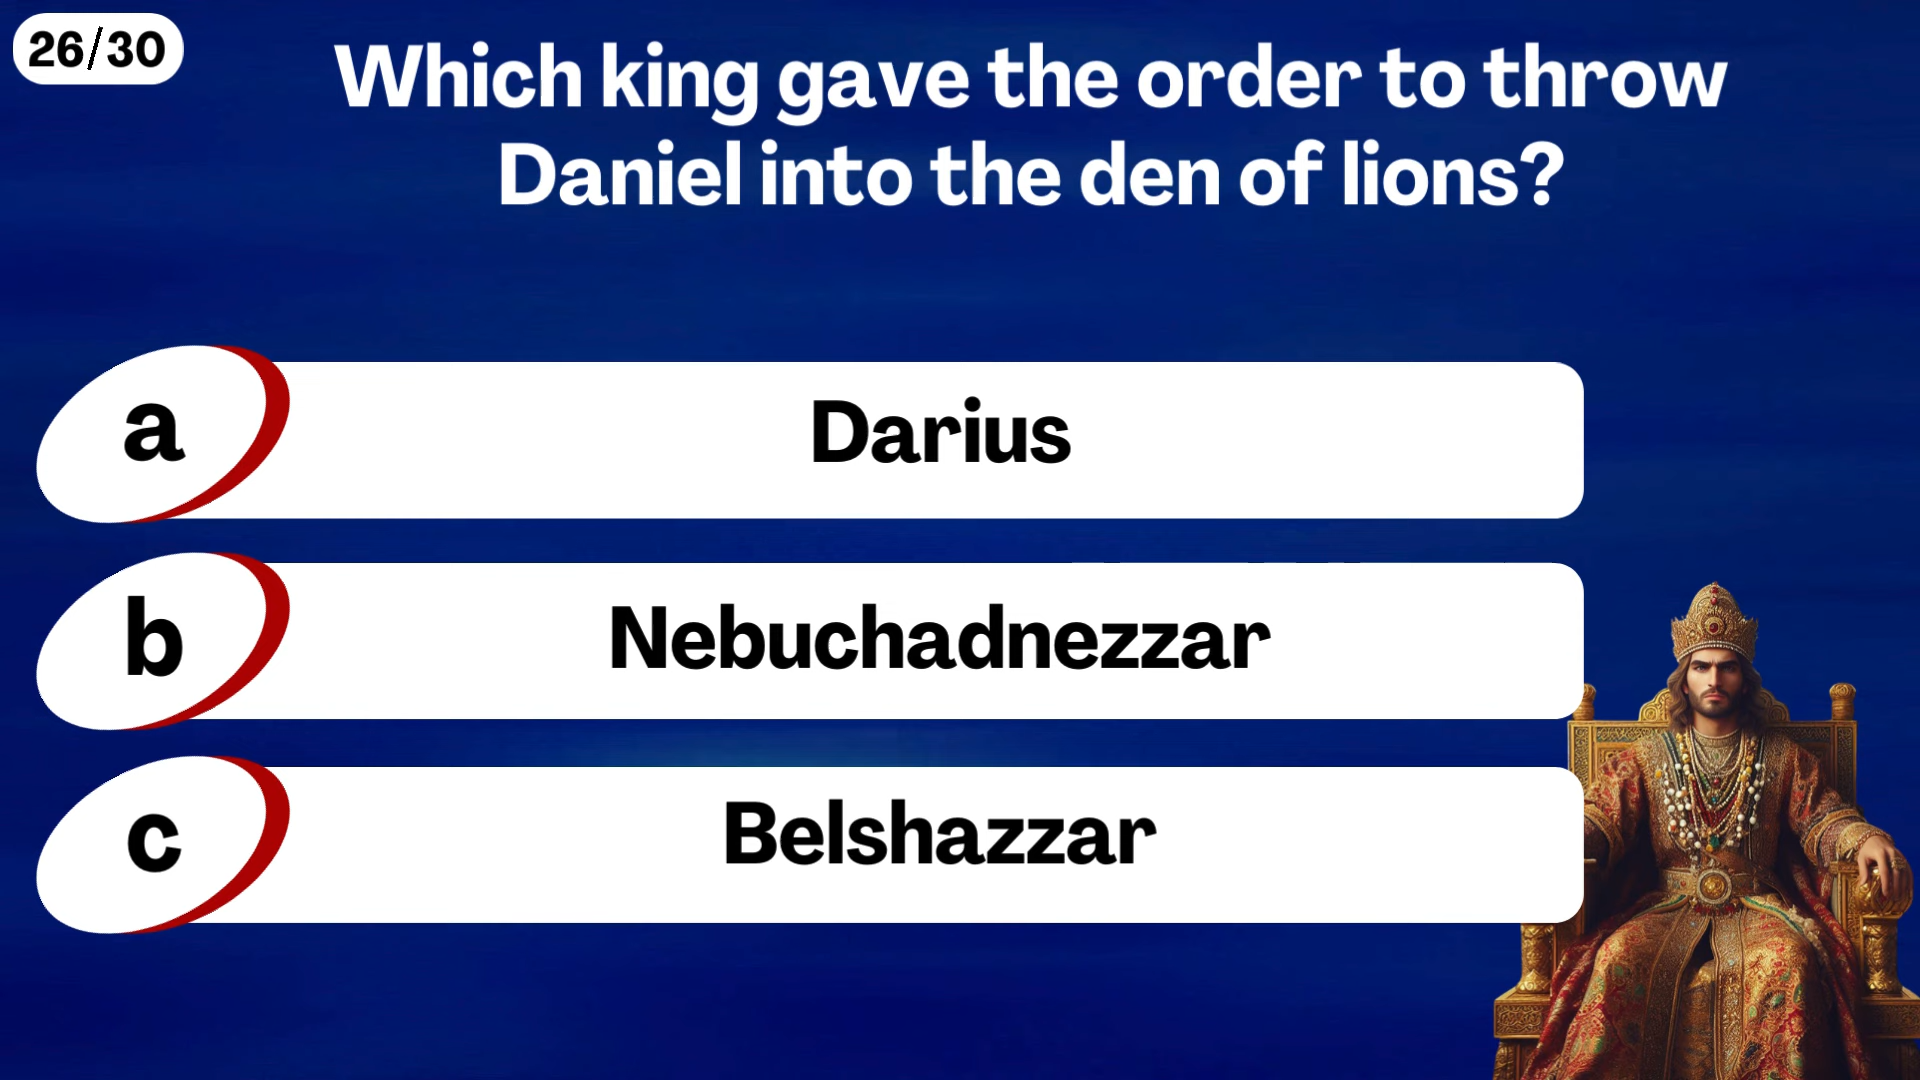 26/30
Which king gave the order to throw
Daniel into the den of lions?
a
Darius
b
Nebuchadnezzar
c
Belshazzar